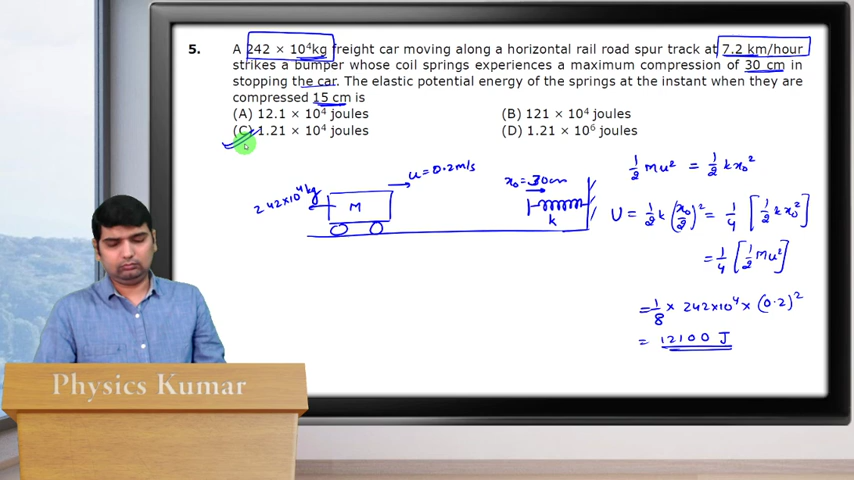 5. A 242 × 10⁴kg freight car moving along a horizontal rail road spur track at 7.2 km/hour
strikes a bumper whose coil springs experiences a maximum compression of 30 cm in
stopping the car. The elastic potential energy of the springs at the instant when they are
compressed 15 cm is
(A) 12.1 × 10⁴ joules (B) 121 × 10⁴ joules
(C) 1.21 × 10⁴ joules (D) 1.21 × 10⁶ joules
242×10⁴kg
M
u = 0.2m/s
x₀ = 30cm
k
½ Mu² = ½ kx₀²
U = ½ k (x₀/2)² = ¼ [½ kx₀²]
= ¼ [½ Mu²]
= 1/8 × 242×10⁴ × (0.2)²
= 12100 J
Physics Kumar